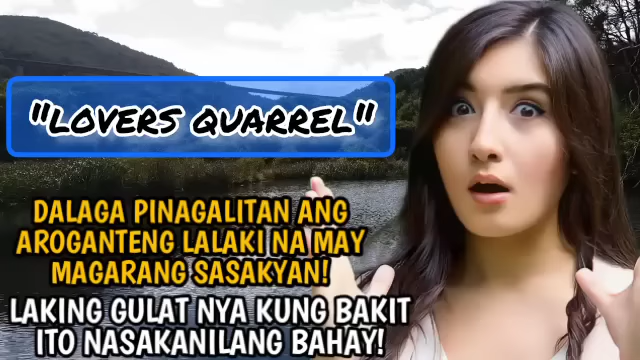 "LOVERS QUARREL"
DALAGA PINAGALITAN ANG
AROGANTENG LALAKI NA MAY
MAGARANG SASAKYAN!
LAKING GULAT NYA KUNG BAKIT
ITO NASAKANILANG BAHAY!